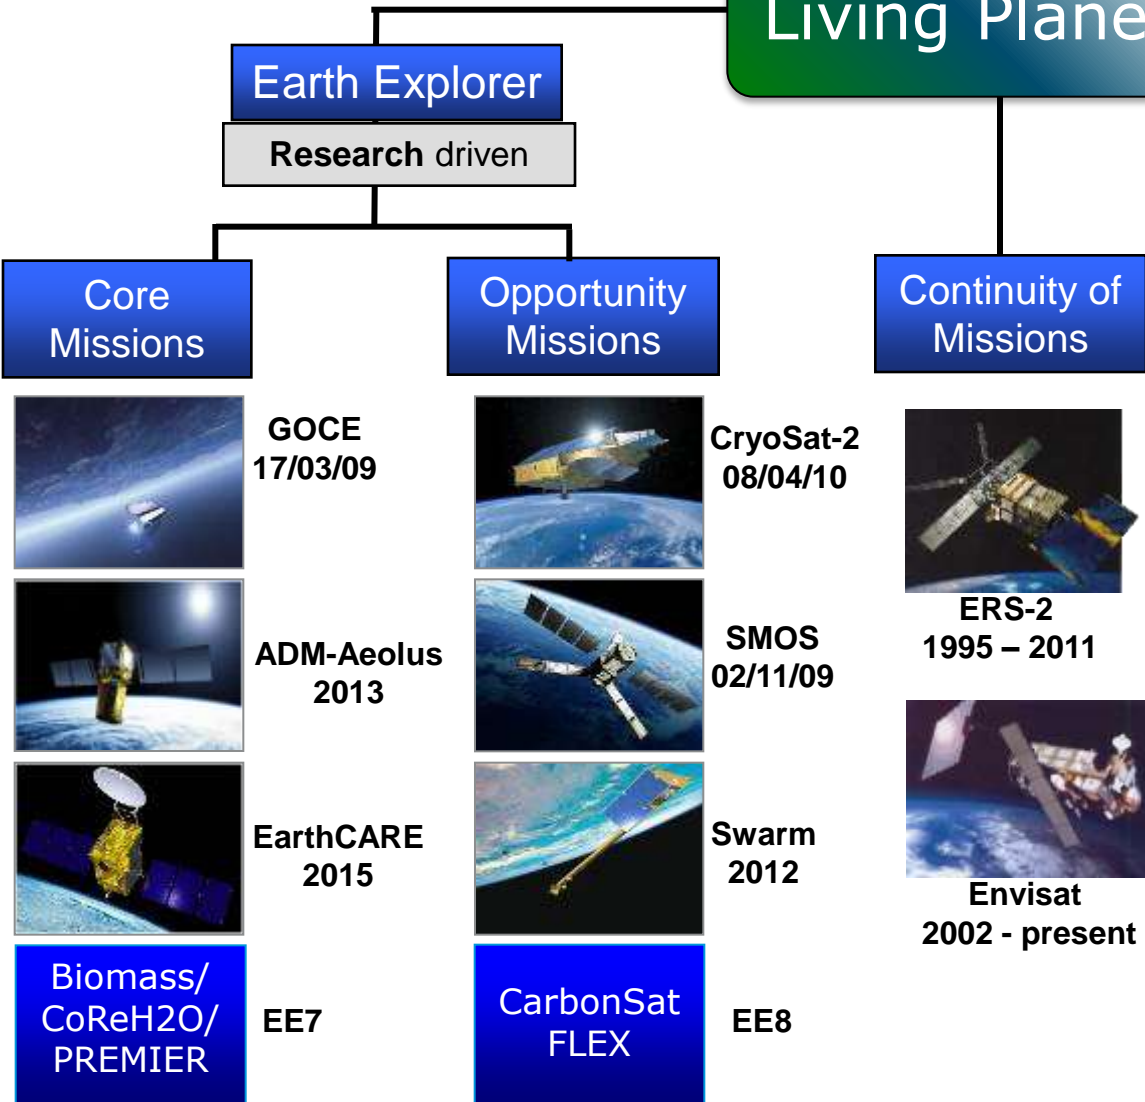 Living Plane
Earth Explorer
Research driven
Core
Missions
Opportunity
Missions
Continuity of
Missions
GOCE
17/03/09
CryoSat-2
08/04/10
ERS-2
1995 – 2011
ADM-Aeolus
2013
SMOS
02/11/09
EarthCARE
2015
Swarm
2012
Envisat
2002 - present
Biomass/
CoReH2O/
PREMIER
EE7
CarbonSat
FLEX
EE8